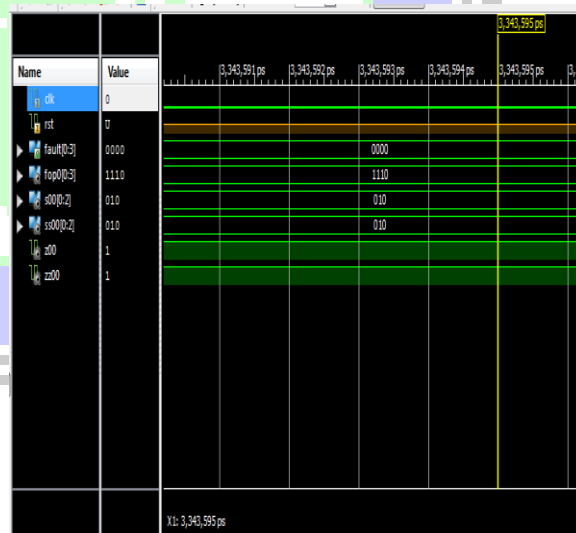 3,343,595 ps
Name Value
3,343,591 ps 3,343,592 ps 3,343,593 ps 3,343,594 ps 3,343,595 ps 3,
clk 0
rst U
fault[0:3] 0000 0000
fop0[0:3] 1110 1110
s00[0:2] 010 010
ss00[0:2] 010 010
z00 1
zz00 1
X1: 3,343,595 ps